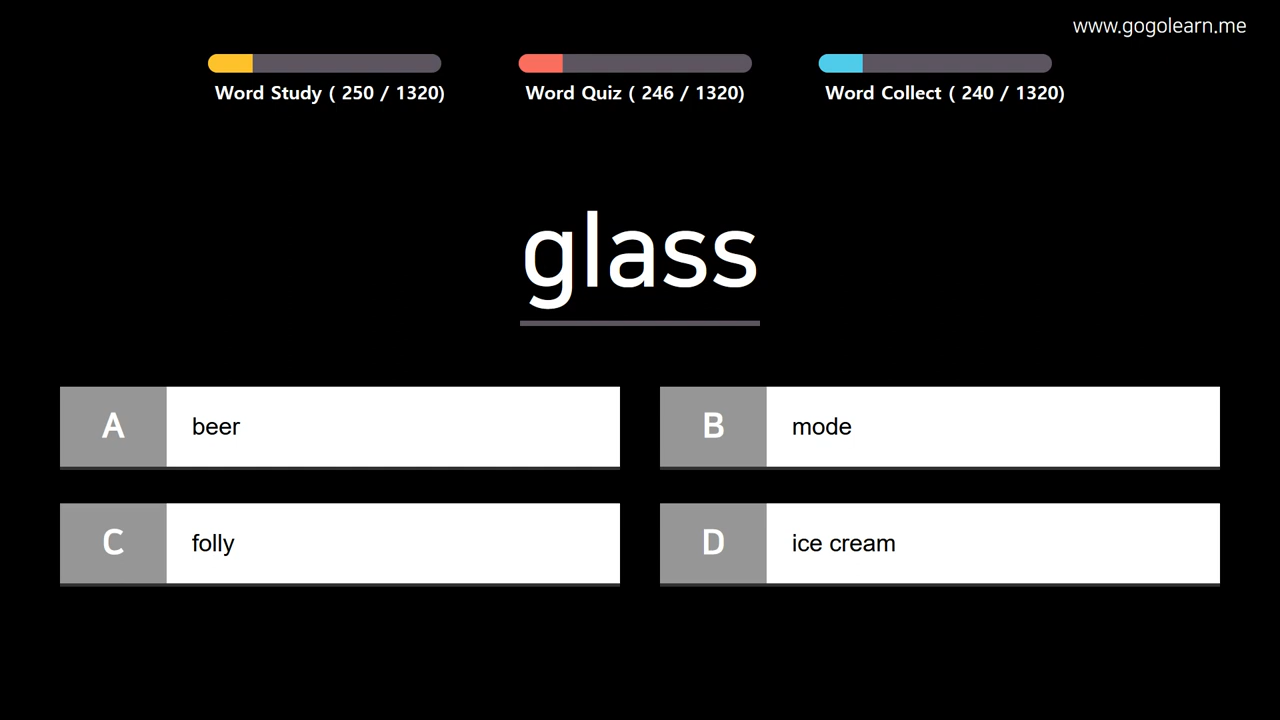 www.gogolearn.me
Word Study ( 250 / 1320)
Word Quiz ( 246 / 1320)
Word Collect ( 240 / 1320)
glass
A beer
B mode
C folly
D ice cream